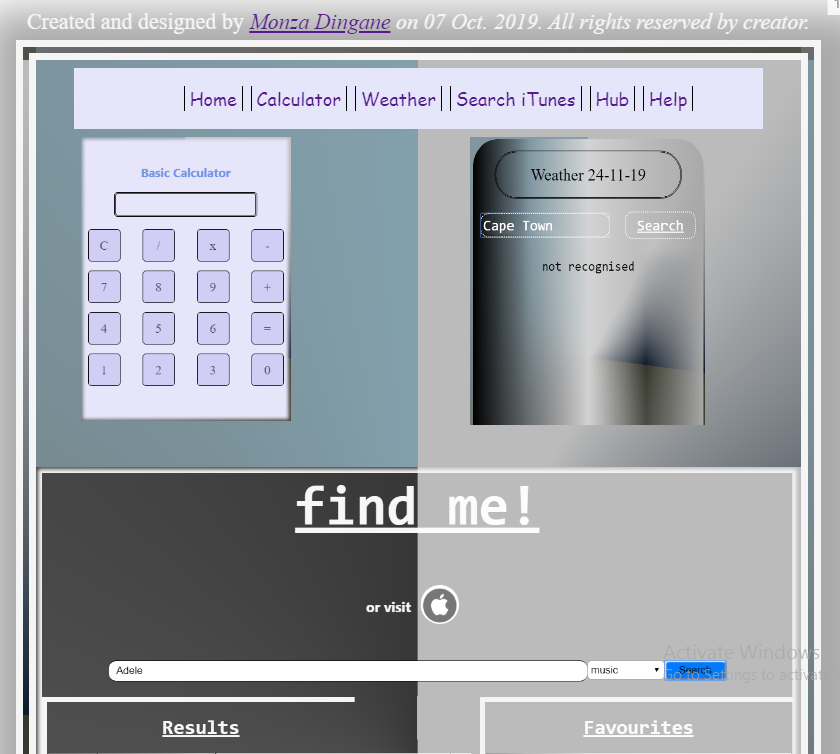 Created and designed by Monza Dingane on 07 Oct. 2019. All rights reserved by creator.
1
Home Calculator Weather Search iTunes Hub Help
Basic Calculator
C / x -
7 8 9 +
4 5 6 =
1 2 3 0
Weather 24-11-19
Cape Town Search
not recognised
find me!
or visit
Adele music Search
Activate Windows
Go to Settings to activat
Results Favourites